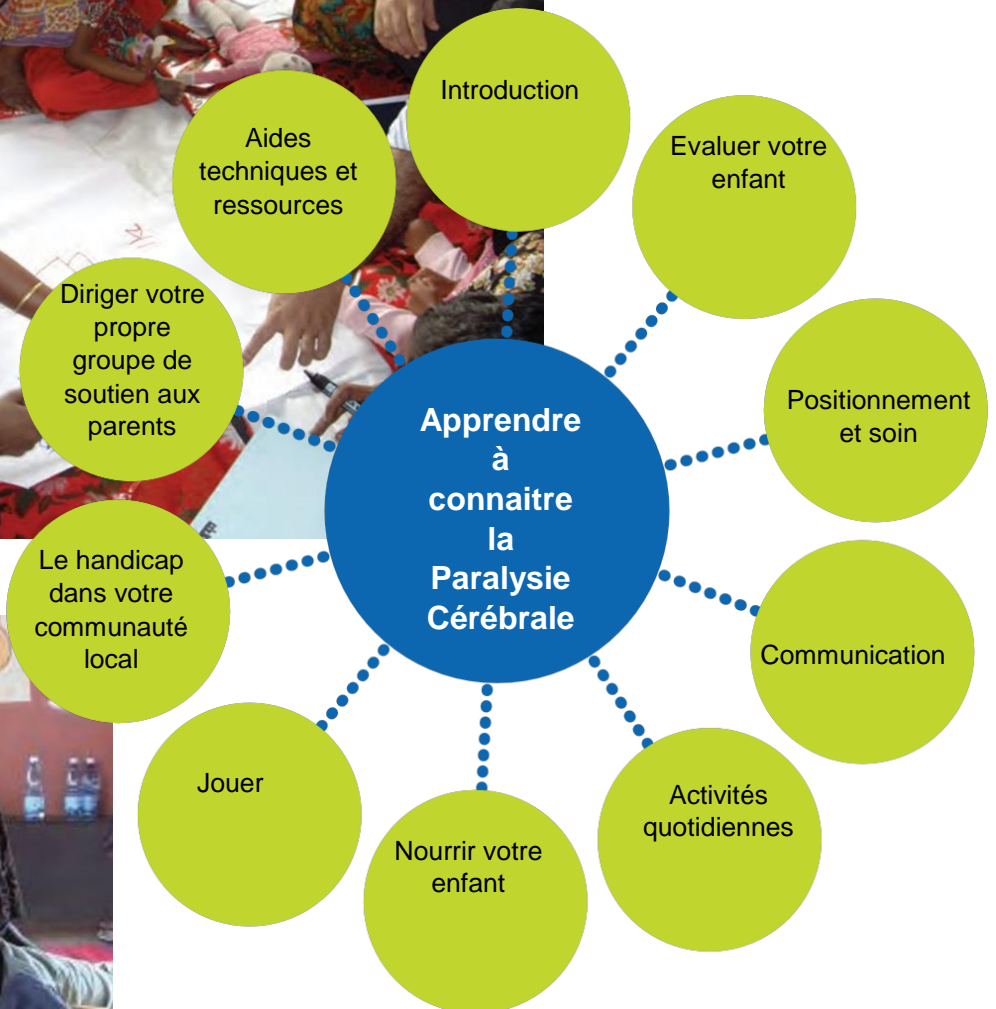 Introduction
Evaluer votre
enfant
Positionnement
et soin
Communication
Activités
quotidiennes
Nourrir votre
enfant
Jouer
Le handicap
dans votre
communauté
local
Diriger votre
propre
groupe de
soutien aux
parents
Aides
techniques et
ressources
Apprendre
à
connaitre
la
Paralysie
Cérébrale